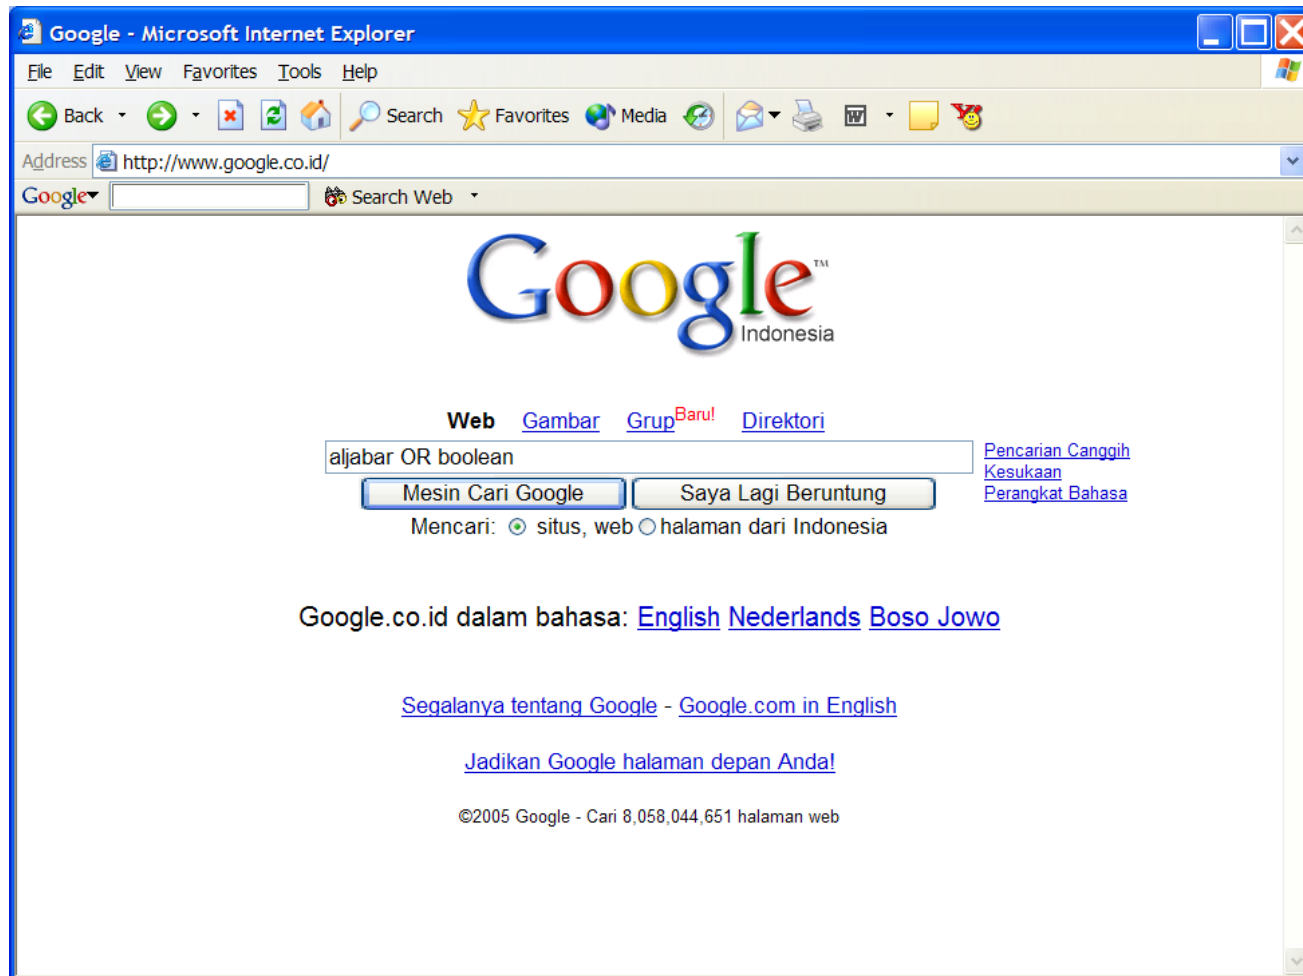 Google - Microsoft Internet Explorer
File Edit View Favorites Tools Help
Back Search Favorites Media
Address http://www.google.co.id/
Google Search Web
Google™
Indonesia
Web Gambar Grup Baru! Direktori
aljabar OR boolean
Pencarian Canggih
Kesukaan
Perangkat Bahasa
Mesin Cari Google Saya Lagi Beruntung
Mencari: situs, web halaman dari Indonesia
Google.co.id dalam bahasa: English Nederlands Boso Jowo
Segalanya tentang Google - Google.com in English
Jadikan Google halaman depan Anda!
©2005 Google - Cari 8,058,044,651 halaman web